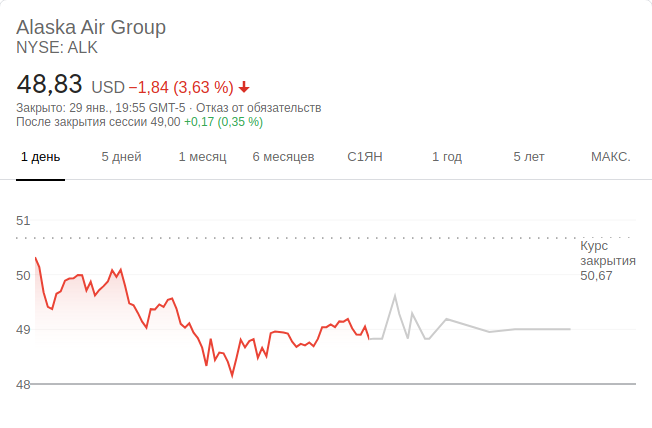 Alaska Air Group
NYSE: ALK
48,83 USD −1,84 (3,63 %)
Закрыто: 29 янв., 19:55 GMT-5 · Отказ от обязательств
После закрытия сессии 49,00 +0,17 (0,35 %)
1 день 5 дней 1 месяц 6 месяцев С1ЯН 1 год 5 лет МАКС.
51
Курс
закрытия
50,67
50
49
48